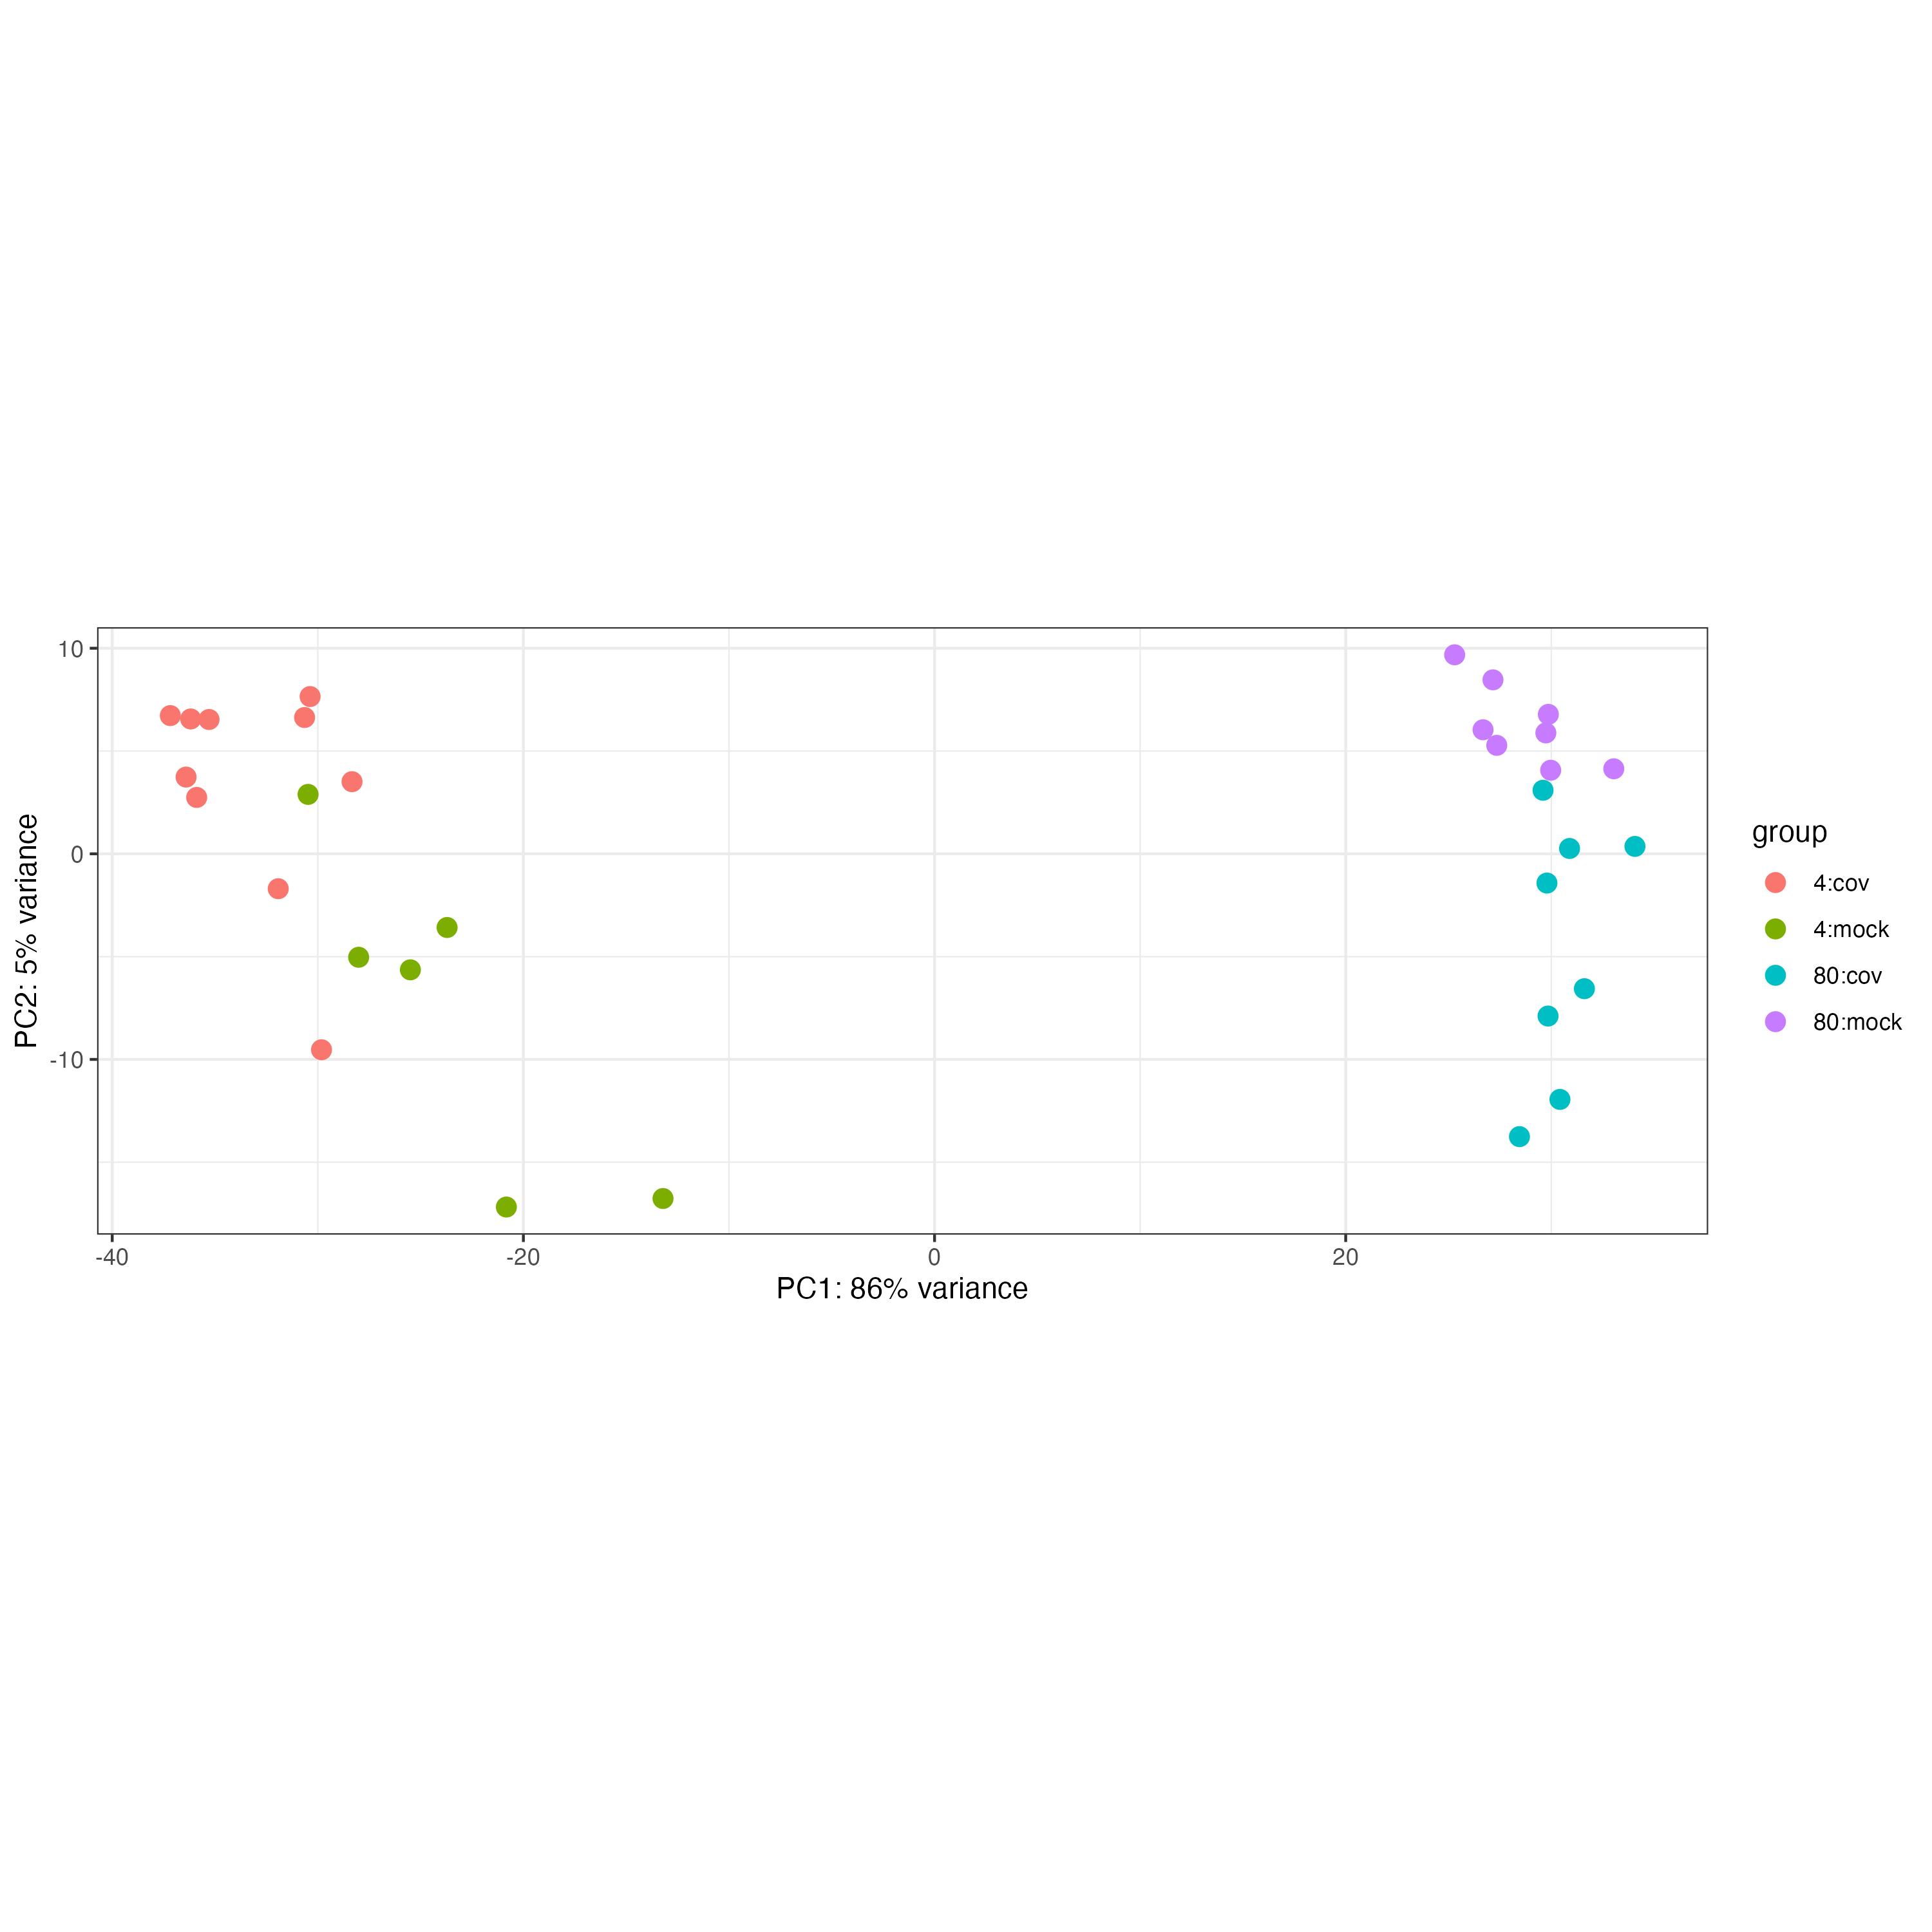 10
0
-10
PC2: 5% variance
-40
-20
0
20
PC1: 86% variance
group
4:cov
4:mock
80:cov
80:mock